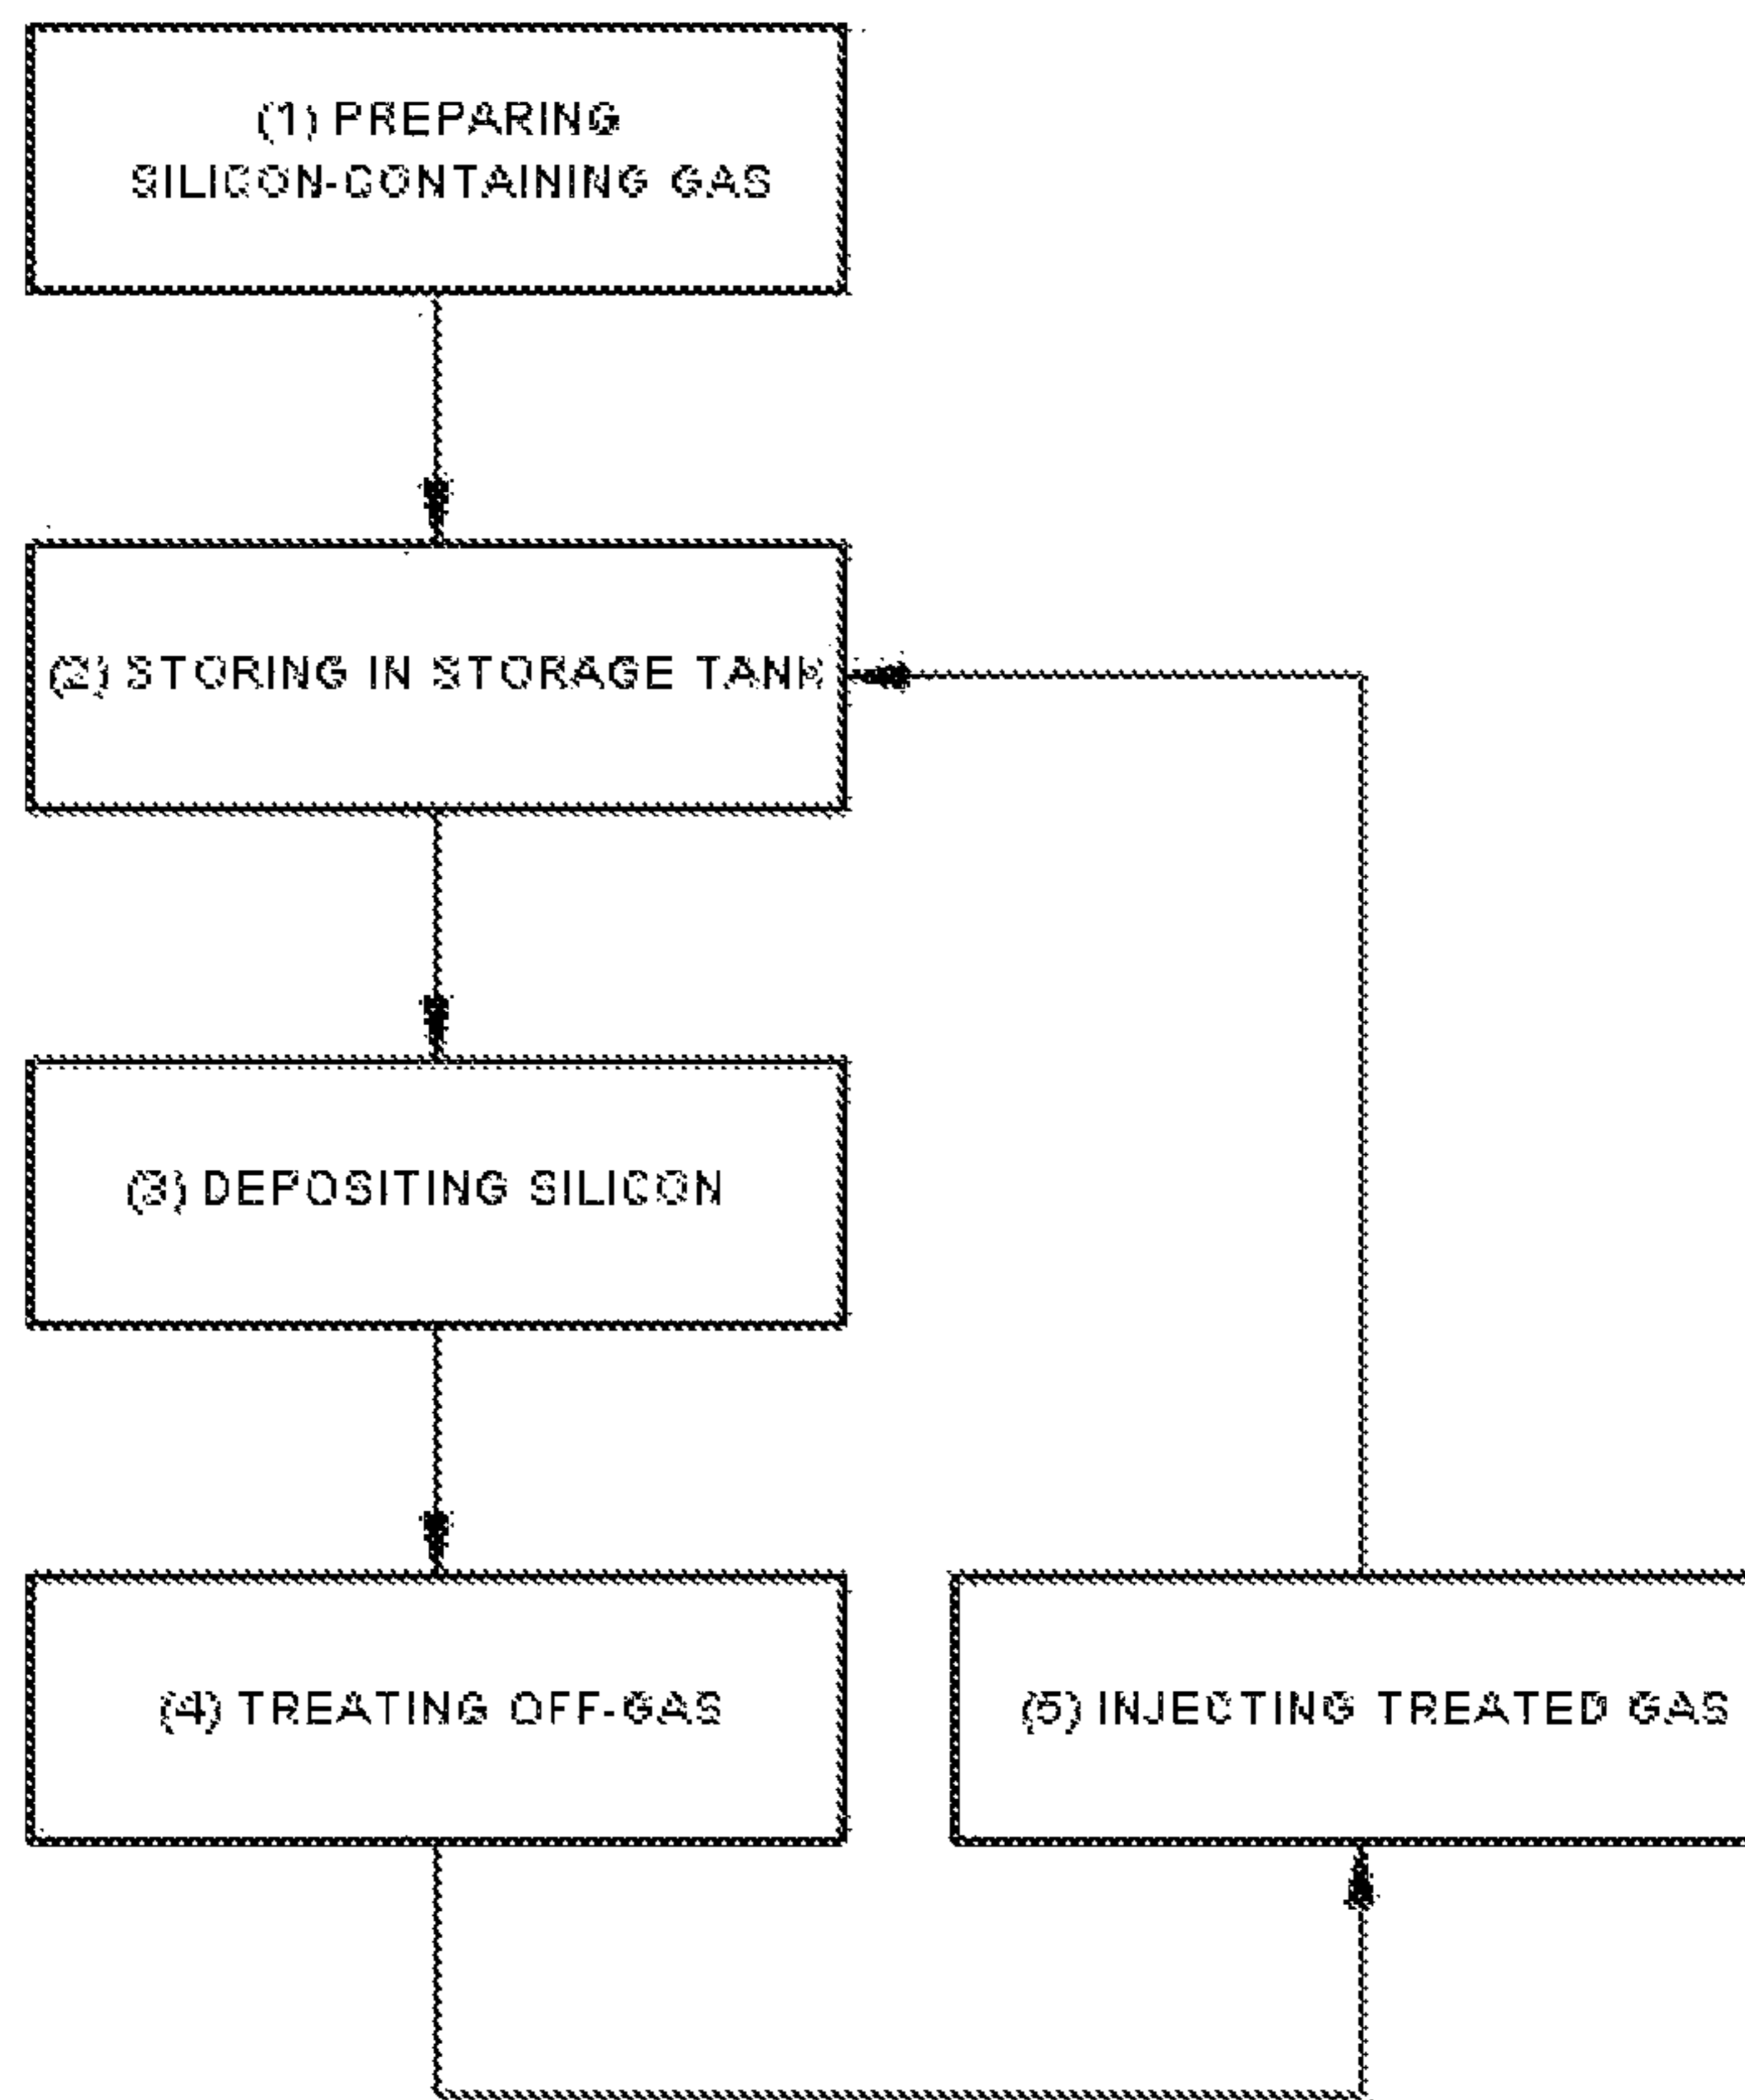 (1) PREPARING
SILICON-CONTAINING GAS
(2) STORING IN STORAGE TANK
(3) DEPOSITING SILICON
(4) TREATING OFF-GAS
(5) INJECTING TREATED GAS